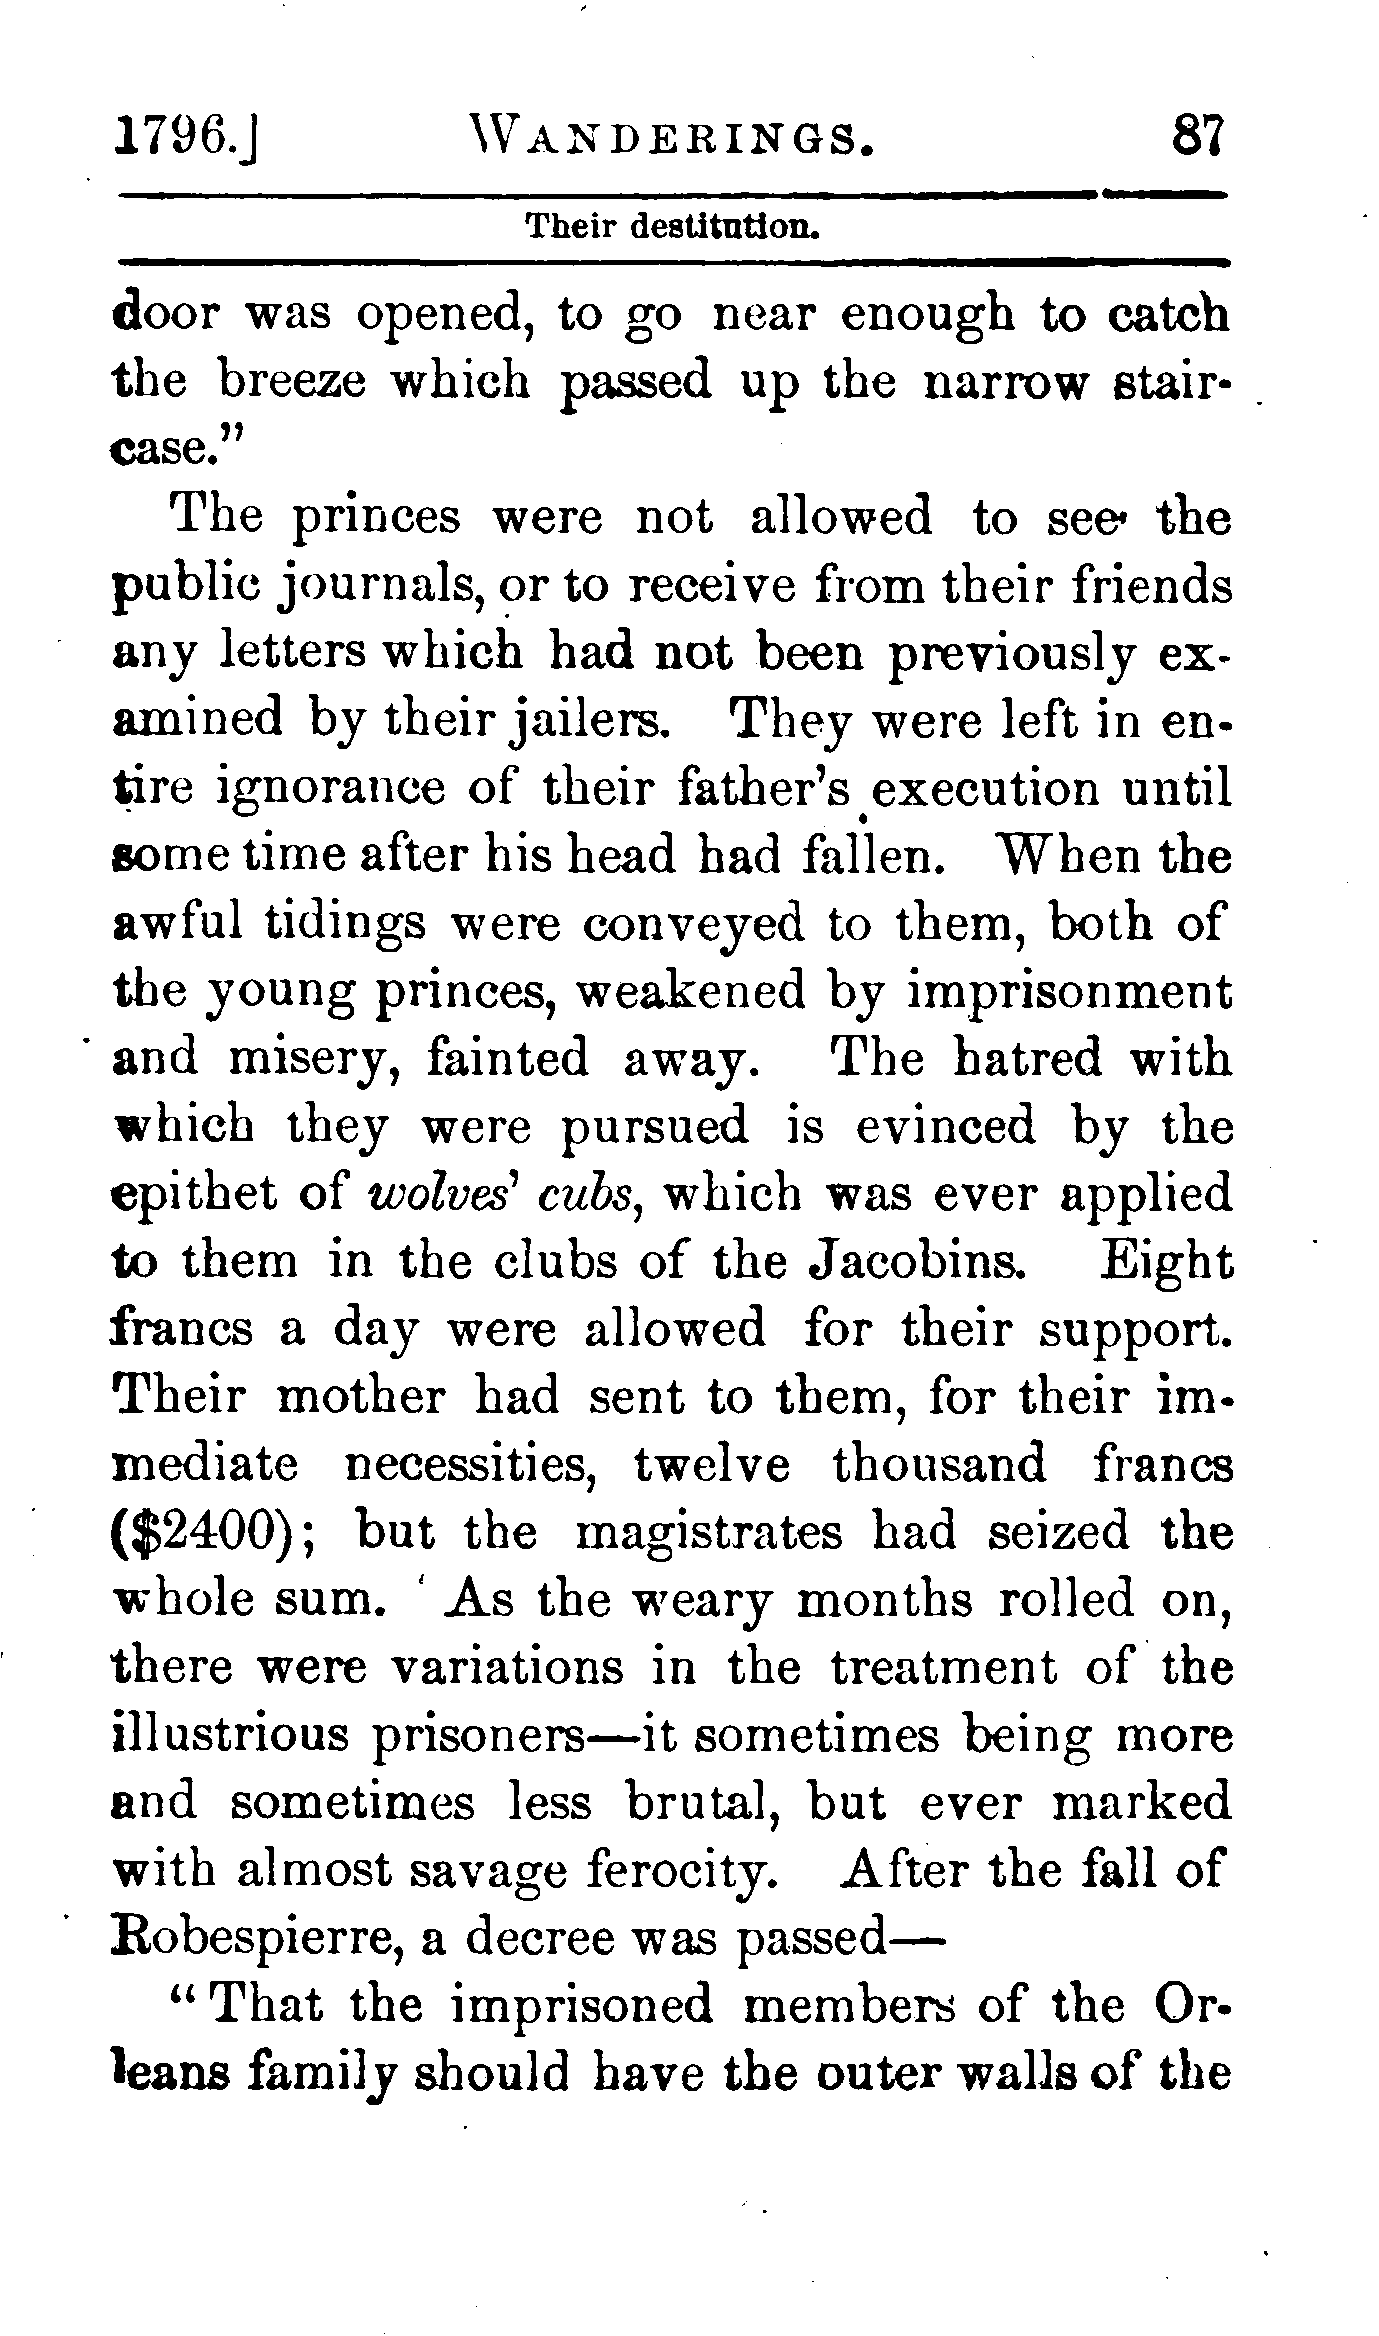 1796.] WANDERINGS. 87
Their destitution.
door was opened, to go near enough to catch
the breeze which passed up the narrow stair-
case."
The princes were not allowed to see the
public journals, or to receive from their friends
any letters which had not been previously ex-
amined by their jailers. They were left in en-
tire ignorance of their father's execution until
some time after his head had fallen. When the
awful tidings were conveyed to them, both of
the young princes, weakened by imprisonment
and misery, fainted away. The hatred with
which they were pursued is evinced by the
epithet of wolves' cubs, which was ever applied
to them in the clubs of the Jacobins. Eight
francs a day were allowed for their support.
Their mother had sent to them, for their im-
mediate necessities, twelve thousand francs
($2400); but the magistrates had seized the
whole sum. As the weary months rolled on,
there were variations in the treatment of the
illustrious prisoners—it sometimes being more
and sometimes less brutal, but ever marked
with almost savage ferocity. After the fall of
Robespierre, a decree was passed—
"That the imprisoned members of the Or-
leans family should have the outer walls of the